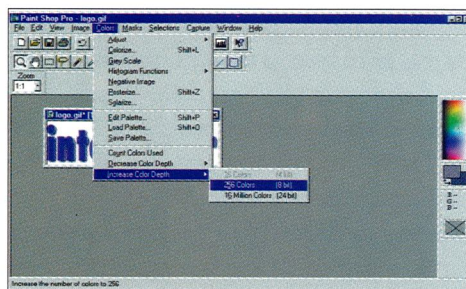 Paint Shop Pro - logo.gif
File Edit View Image Colors Masks Selections Capture Window Help
Adjust
Colorize... Shift+L
Grey Scale
Histogram Functions
Negative Image
Posterize... Shift+Z
Solarize...
Edit Palette... Shift+P
Load Palette... Shift+O
Save Palette...
Count Colors Used
Decrease Color Depth
Increase Color Depth
16 Colors (4 bit)
256 Colors (8 bit)
16 Million Colors (24 bit)
Zoom
1:1
logo.gif*
inte
Increase the number of colors to 256